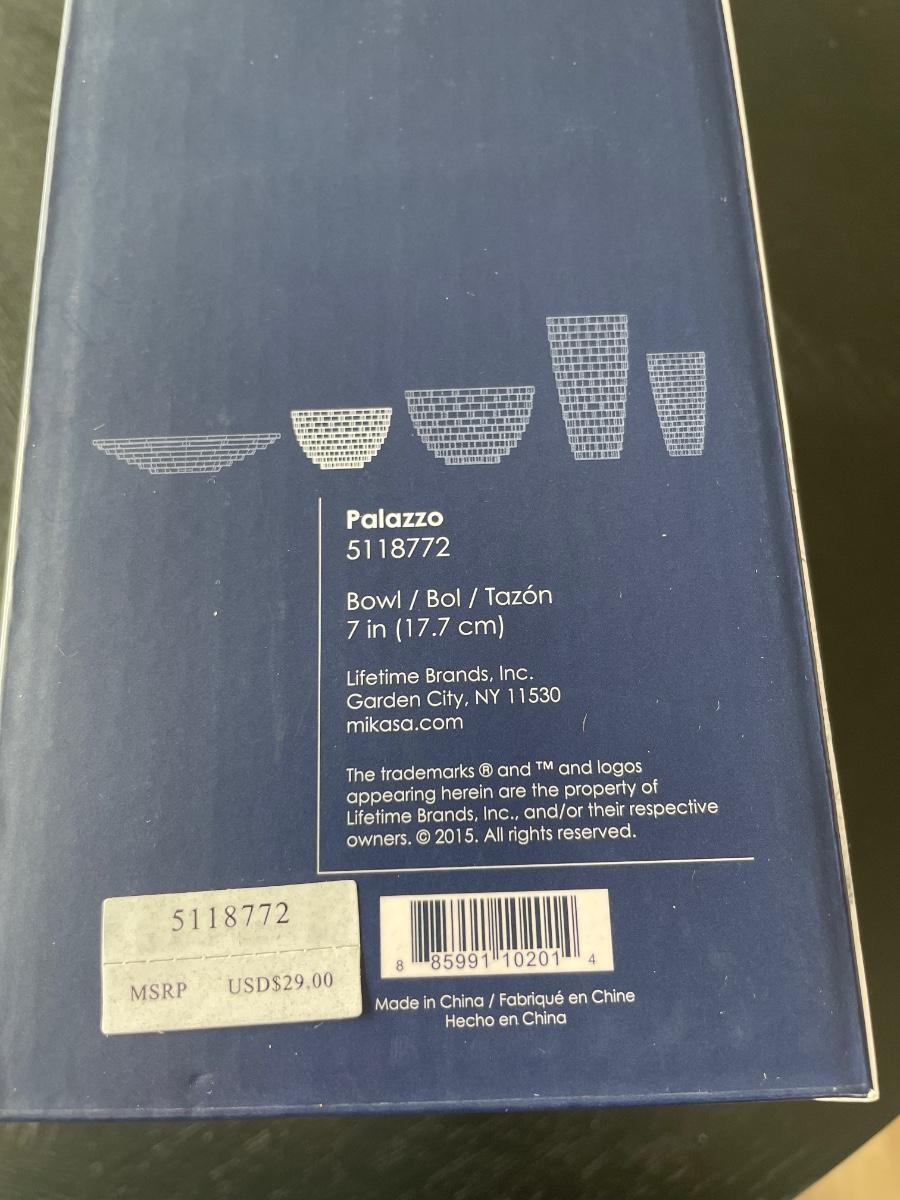 Palazzo
5118772
Bowl / Bol / Tazón
7 in (17.7 cm)
Lifetime Brands, Inc.
Garden City, NY 11530
mikasa.com
The trademarks ® and ™ and logos
appearing herein are the property of
Lifetime Brands, Inc., and/or their respective
owners. © 2015. All rights reserved.
5118772
MSRP USD$29.00
8 85991 10201 4
Made in China / Fabriqué en Chine
Hecho en China